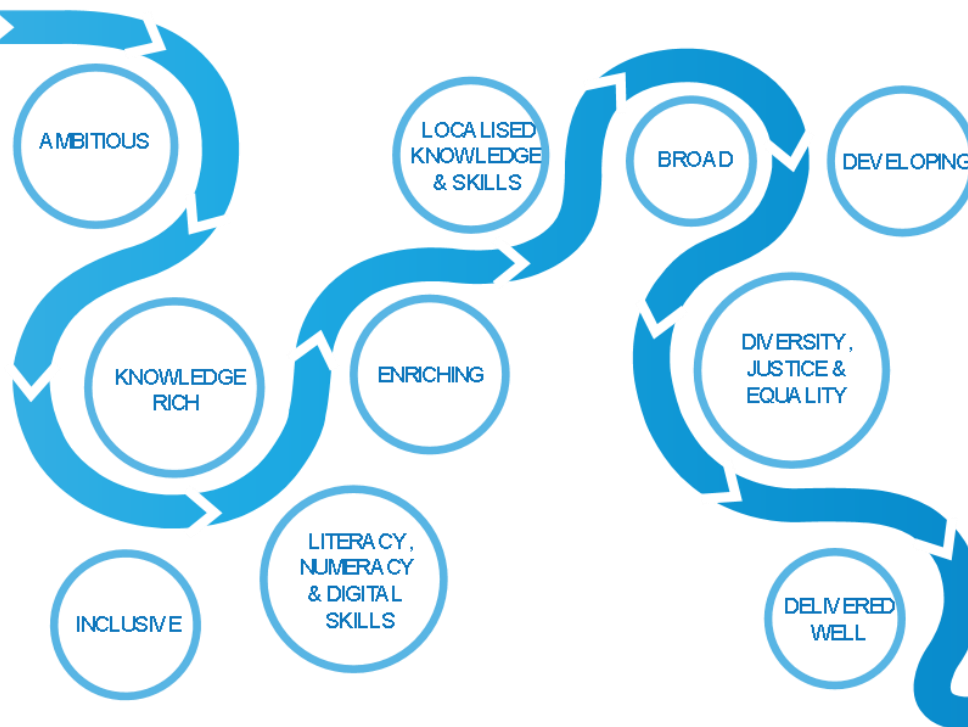 AMBITIOUS
KNOWLEDGE
RICH
INCLUSIVE
LITERACY,
NUMERACY
& DIGITAL
SKILLS
ENRICHING
LOCALISED
KNOWLEDGE
& SKILLS
BROAD
DEVELOPING
DIVERSITY,
JUSTICE &
EQUALITY
DELIVERED
WELL